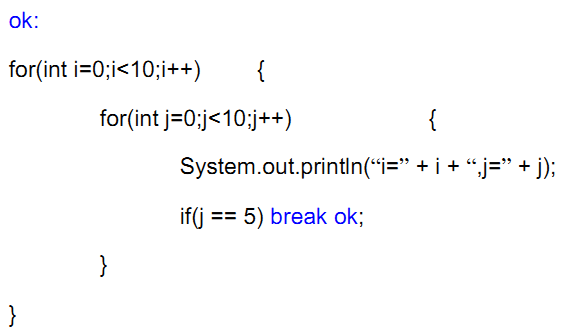 ok:
for(int i=0;i<10;i++) {
for(int j=0;j<10;j++) {
System.out.println(“i=” + i + “,j=” + j);
if(j == 5) break ok;
}
}